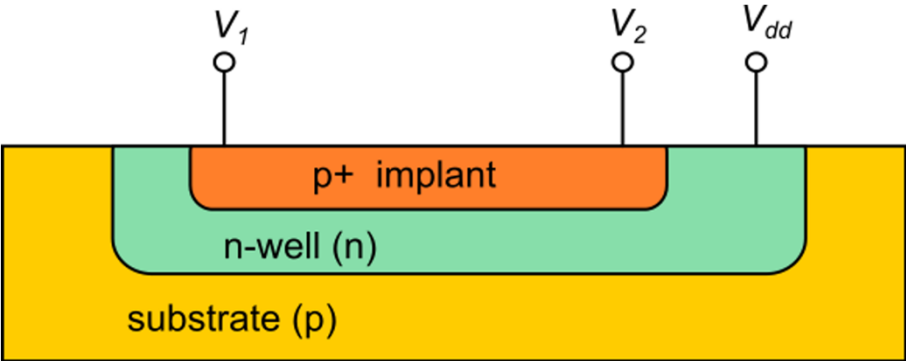 V1 V2 Vdd
p+ implant
n-well (n)
substrate (p)